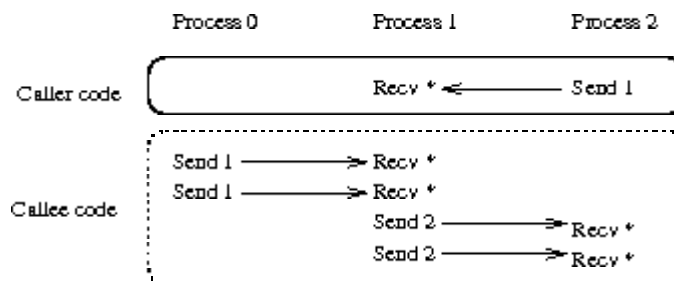 Process 0 Process 1 Process 2
Caller code Recv * Send 1
Send 1 Recv *
Send 1 Recv *
Callee code
Send 2 Recv *
Send 2 Recv *